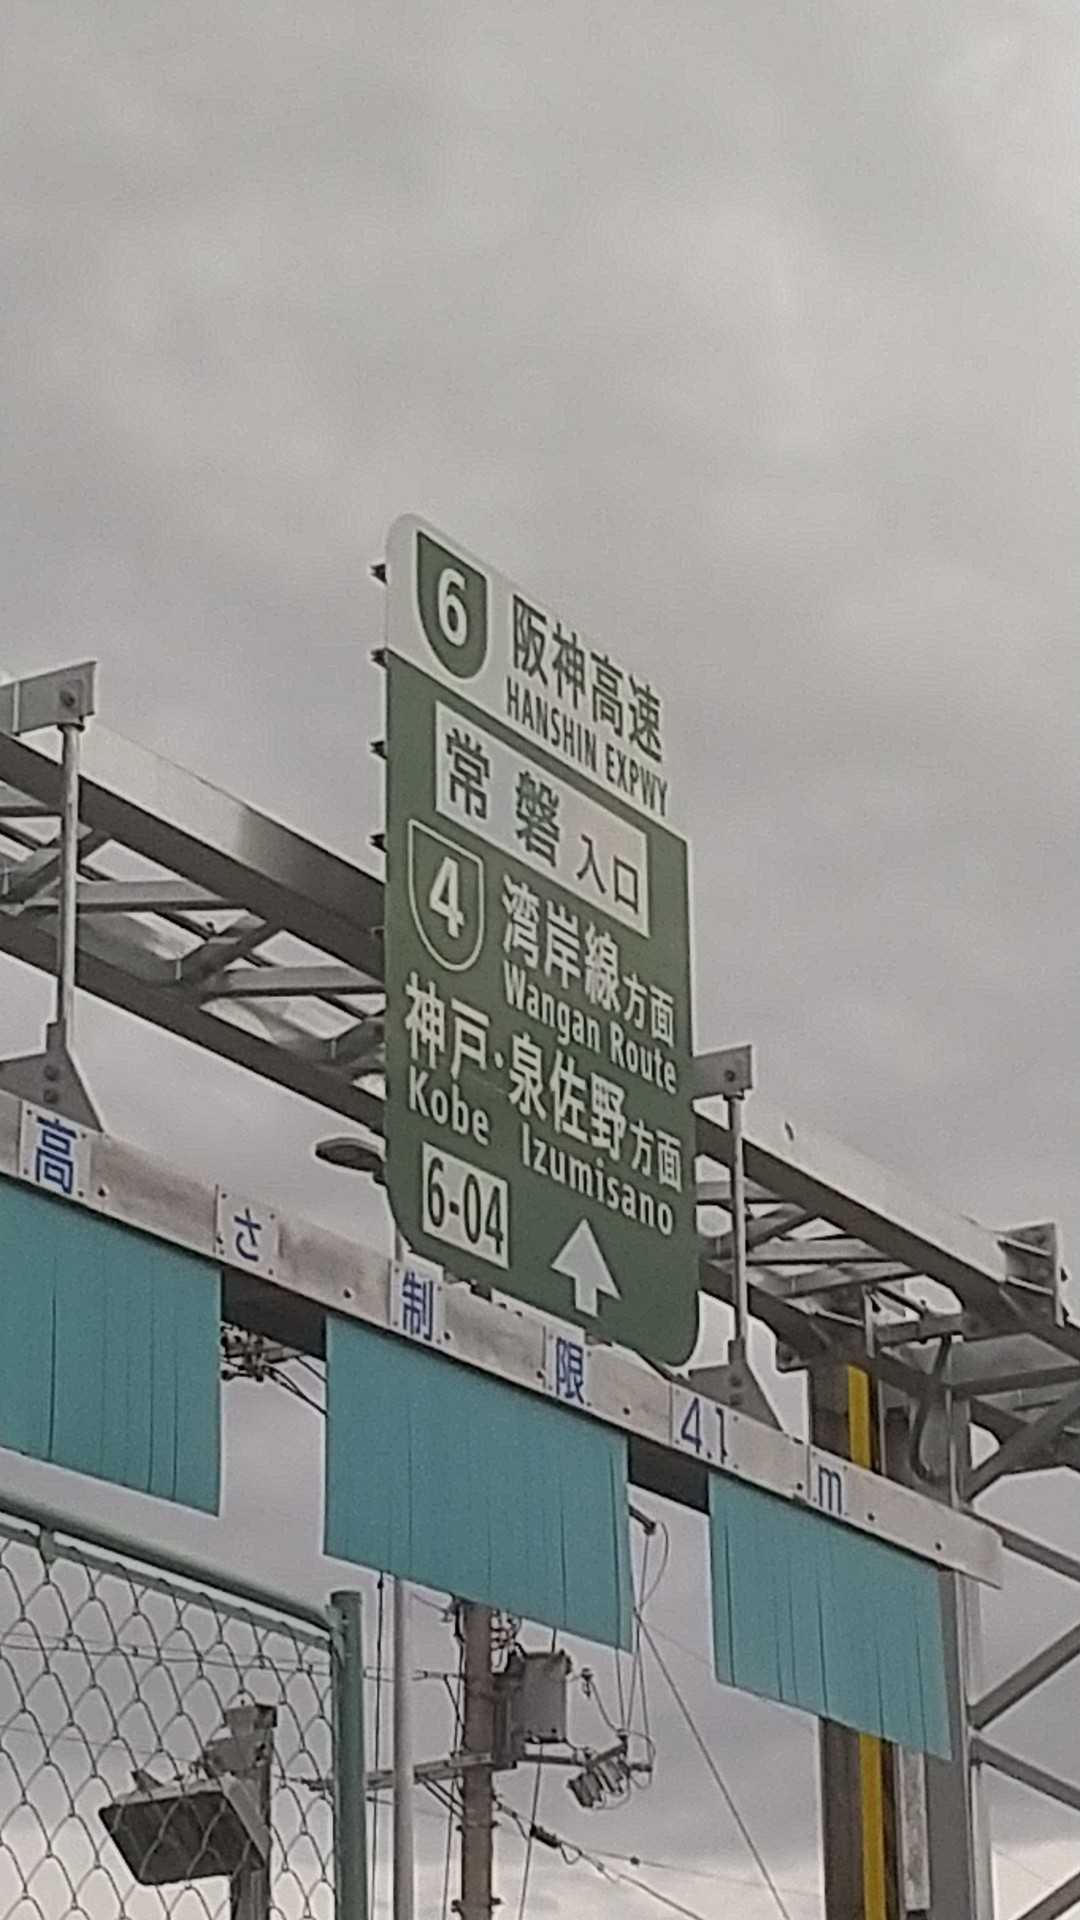 6 阪神高速
HANSHIN EXPWY
常磐 入口
4 湾岸線方面
Wangan Route
神戸・泉佐野方面
Kobe Izumisano
6-04
高さ制限 4.1m